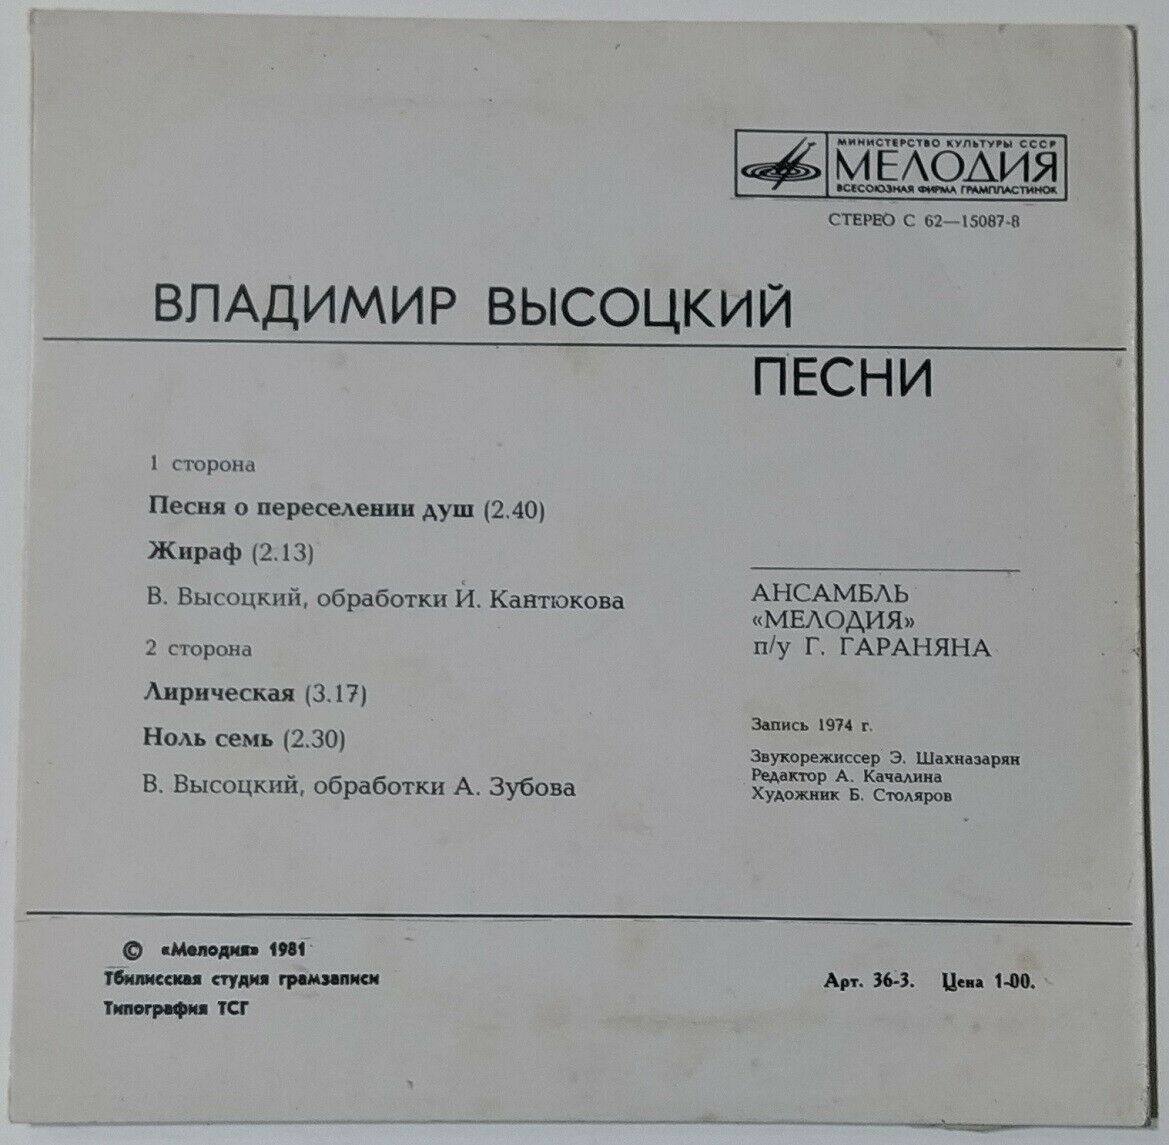 МИНИСТЕРСТВО КУЛЬТУРЫ СССР
МЕЛОДИЯ
ВСЕСОЮЗНАЯ ФИРМА ГРАМПЛАСТИНОК
СТЕРЕО С 62—15087-8
ВЛАДИМИР ВЫСОЦКИЙ
ПЕСНИ
1 сторона
Песня о переселении душ (2.40)
Жираф (2.13)
В. Высоцкий, обработки И. Кантюкова
2 сторона
Лирическая (3.17)
Ноль семь (2.30)
В. Высоцкий, обработки А. Зубова
АНСАМБЛЬ
«МЕЛОДИЯ»
п/у Г. ГАРАНЯНА
Запись 1974 г.
Звукорежиссер Э. Шахназарян
Редактор А. Качалина
Художник Б. Столяров
© «Мелодия» 1981
Тбилисская студия грамзаписи
Типография ТСГ
Арт. 36-3. Цена 1-00.